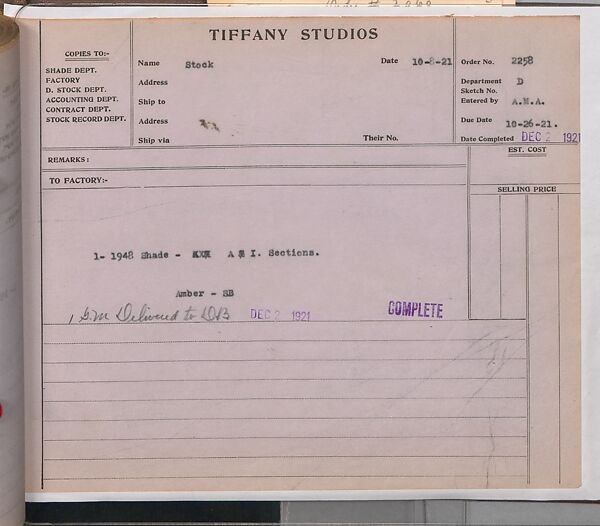 TIFFANY STUDIOS
COPIES TO:-
SHADE DEPT.
FACTORY
D. STOCK DEPT.
ACCOUNTING DEPT.
CONTRACT DEPT.
STOCK RECORD DEPT.
Name Stock Date 10-8-21
Address
Ship to
Address
Ship via Their No.
Order No. 2258
Department D
Sketch No.
Entered by A.M.A.
Due Date 10-26-21.
Date Completed DEC 2 1921
REMARKS:
EST. COST
TO FACTORY:-
SELLING PRICE
1- 1948 Shade - A & I. Sections.
Amber - SB
1 S.M Delivered to DSB DEC 2 1921 COMPLETE